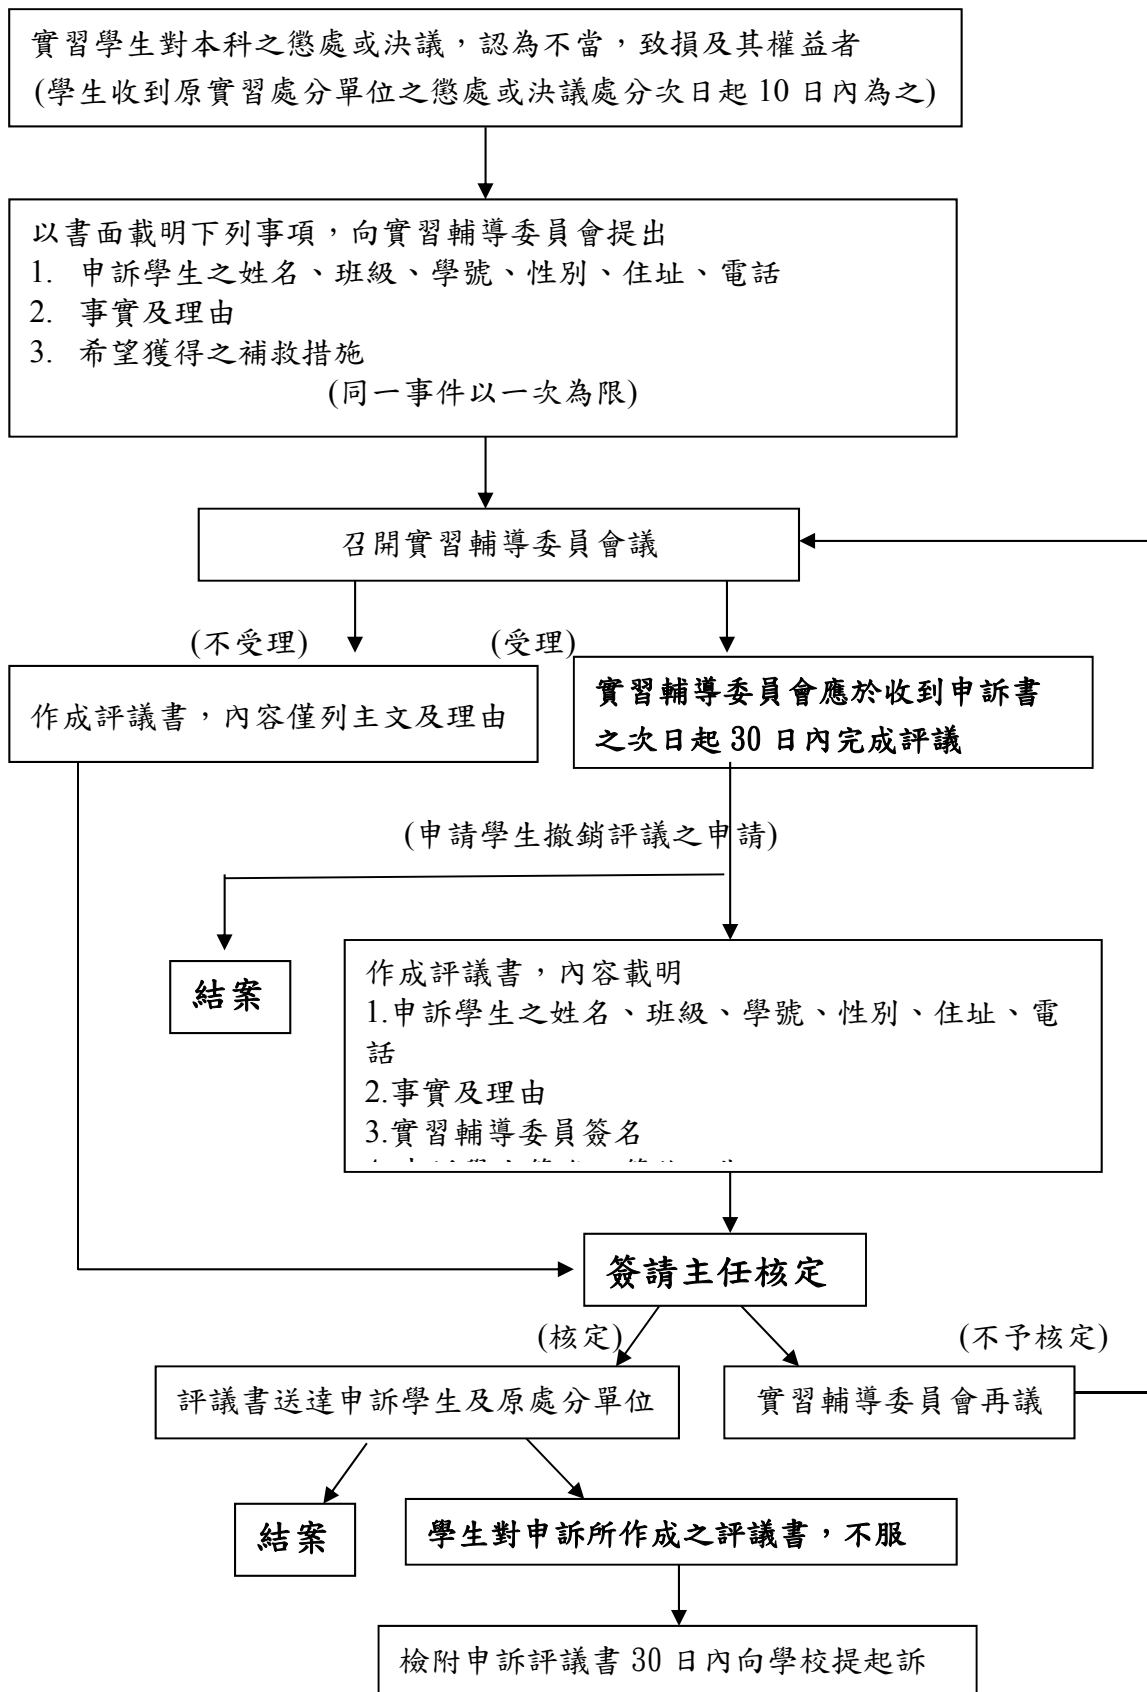 實習學生對本科之懲處或決議，認為不當，致損及其權益者
(學生收到原實習處分單位之懲處或決議處分次日起 10 日內為之)
以書面載明下列事項，向實習輔導委員會提出
1. 申訴學生之姓名、班級、學號、性別、住址、電話
2. 事實及理由
3. 希望獲得之補救措施
(同一事件以一次為限)
召開實習輔導委員會議
(不受理)
(受理)
作成評議書，內容僅列主文及理由
實習輔導委員會應於收到申訴書
之次日起 30 日內完成評議
(申請學生撤銷評議之申請)
結案
作成評議書，內容載明
1.申訴學生之姓名、班級、學號、性別、住址、電
話
2.事實及理由
3.實習輔導委員簽名
簽請主任核定
(核定)
(不予核定)
評議書送達申訴學生及原處分單位
實習輔導委員會再議
結案
學生對申訴所作成之評議書，不服
檢附申訴評議書 30 日內向學校提起訴